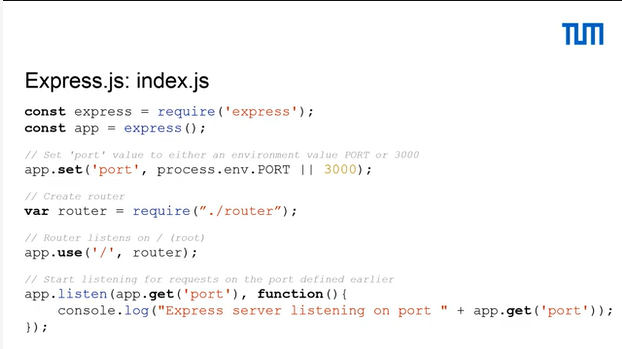 TUM
Express.js: index.js
const express = require('express');
const app = express();
// Set 'port' value to either an environment value PORT or 3000
app.set('port', process.env.PORT || 3000);
// Create router
var router = require(”./router”);
// Router listens on / (root)
app.use('/', router);
// Start listening for requests on the port defined earlier
app.listen(app.get('port'), function(){
    console.log("Express server listening on port " + app.get('port'));
});